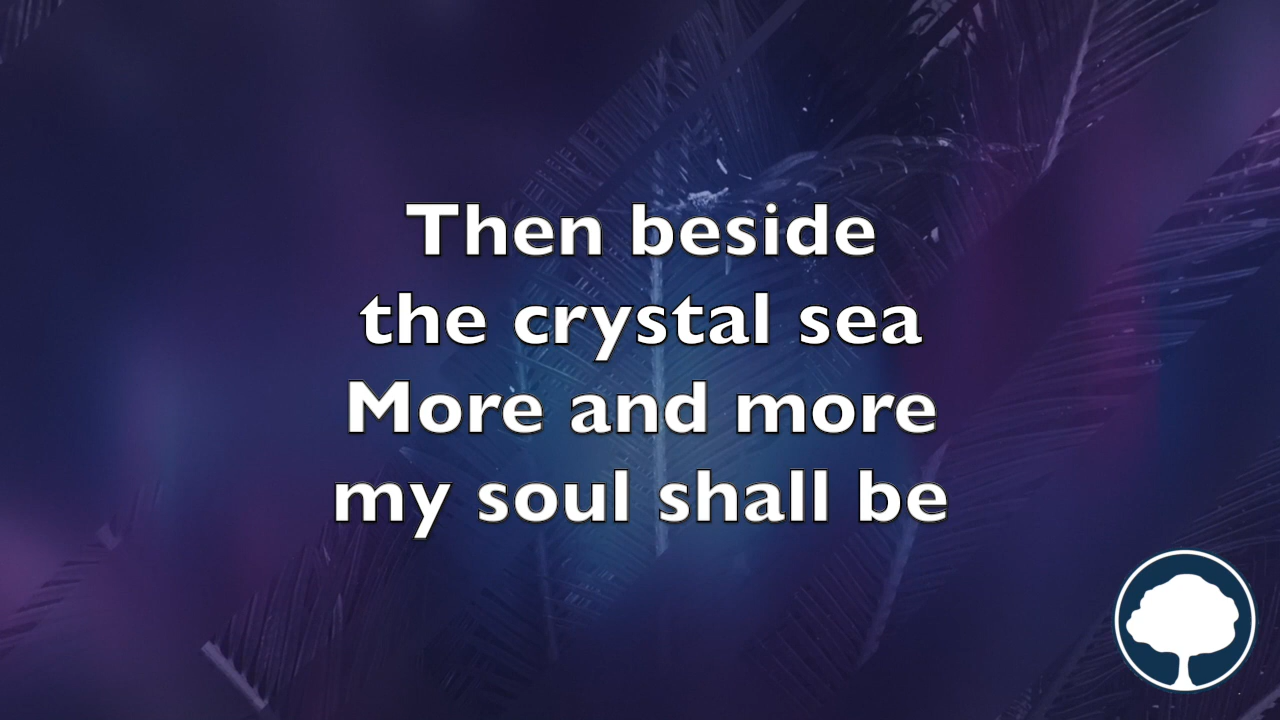 Then beside
the crystal sea
More and more
my soul shall be